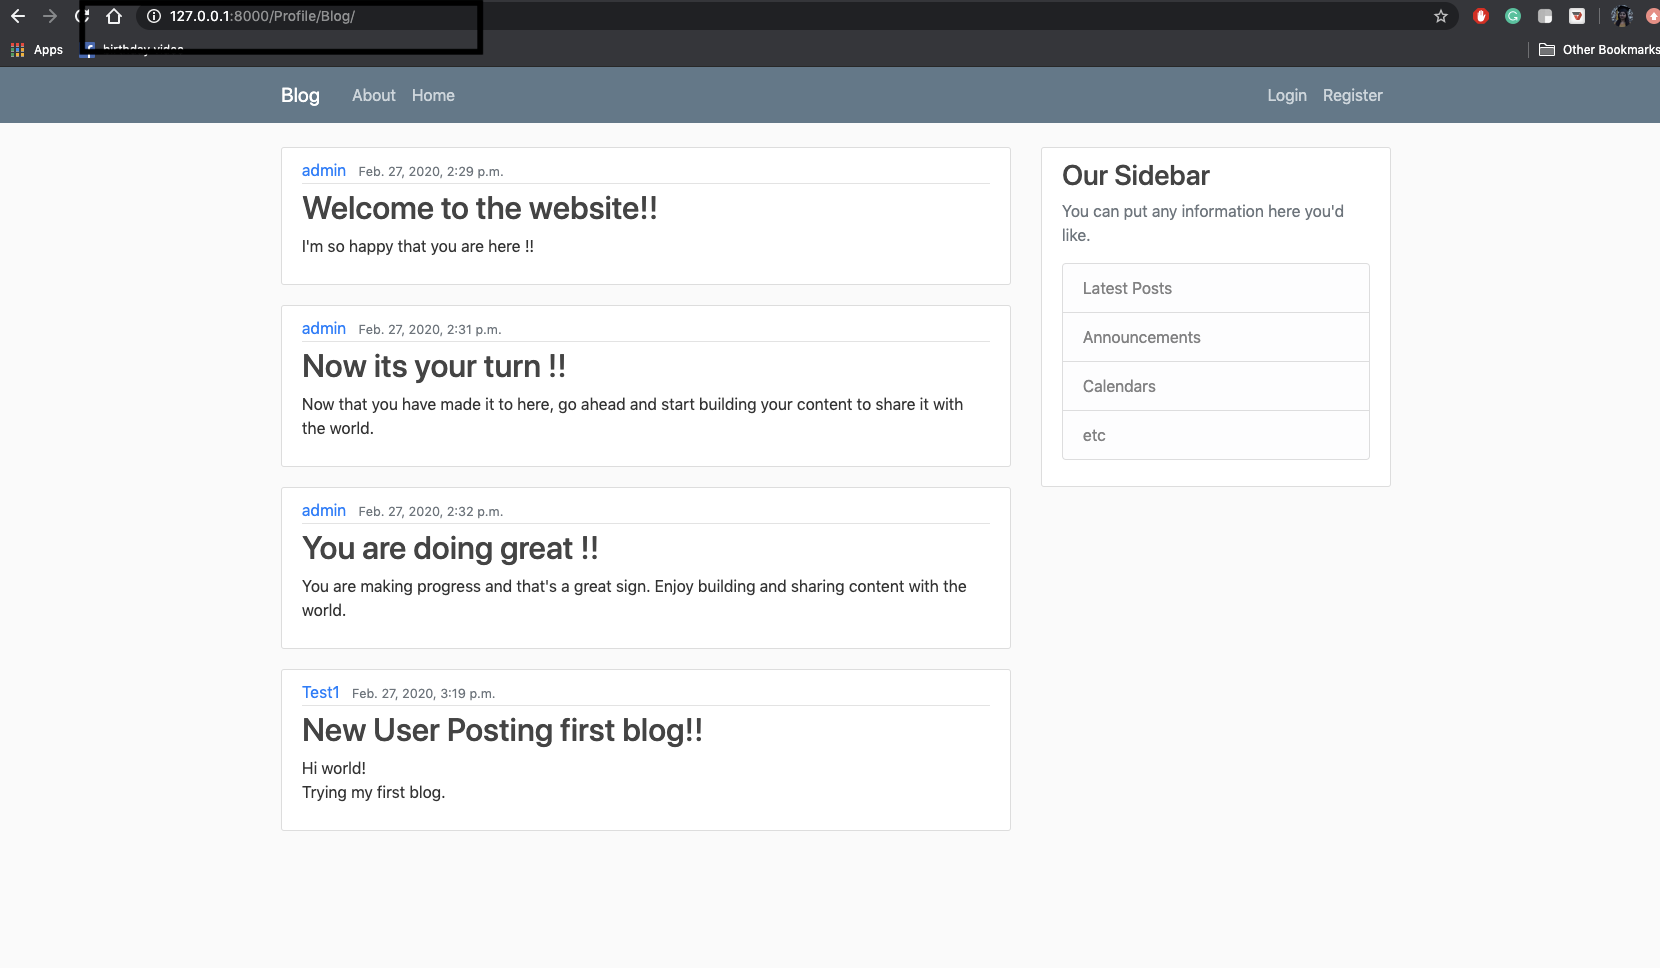 127.0.0.1:8000/Profile/Blog/
Apps
birthday video
Other Bookmarks
Blog About Home Login Register
admin Feb. 27, 2020, 2:29 p.m.
Welcome to the website!!
I'm so happy that you are here !!
admin Feb. 27, 2020, 2:31 p.m.
Now its your turn !!
Now that you have made it to here, go ahead and start building your content to share it with
the world.
admin Feb. 27, 2020, 2:32 p.m.
You are doing great !!
You are making progress and that's a great sign. Enjoy building and sharing content with the
world.
Test1 Feb. 27, 2020, 3:19 p.m.
New User Posting first blog!!
Hi world!
Trying my first blog.
Our Sidebar
You can put any information here you'd
like.
Latest Posts
Announcements
Calendars
etc